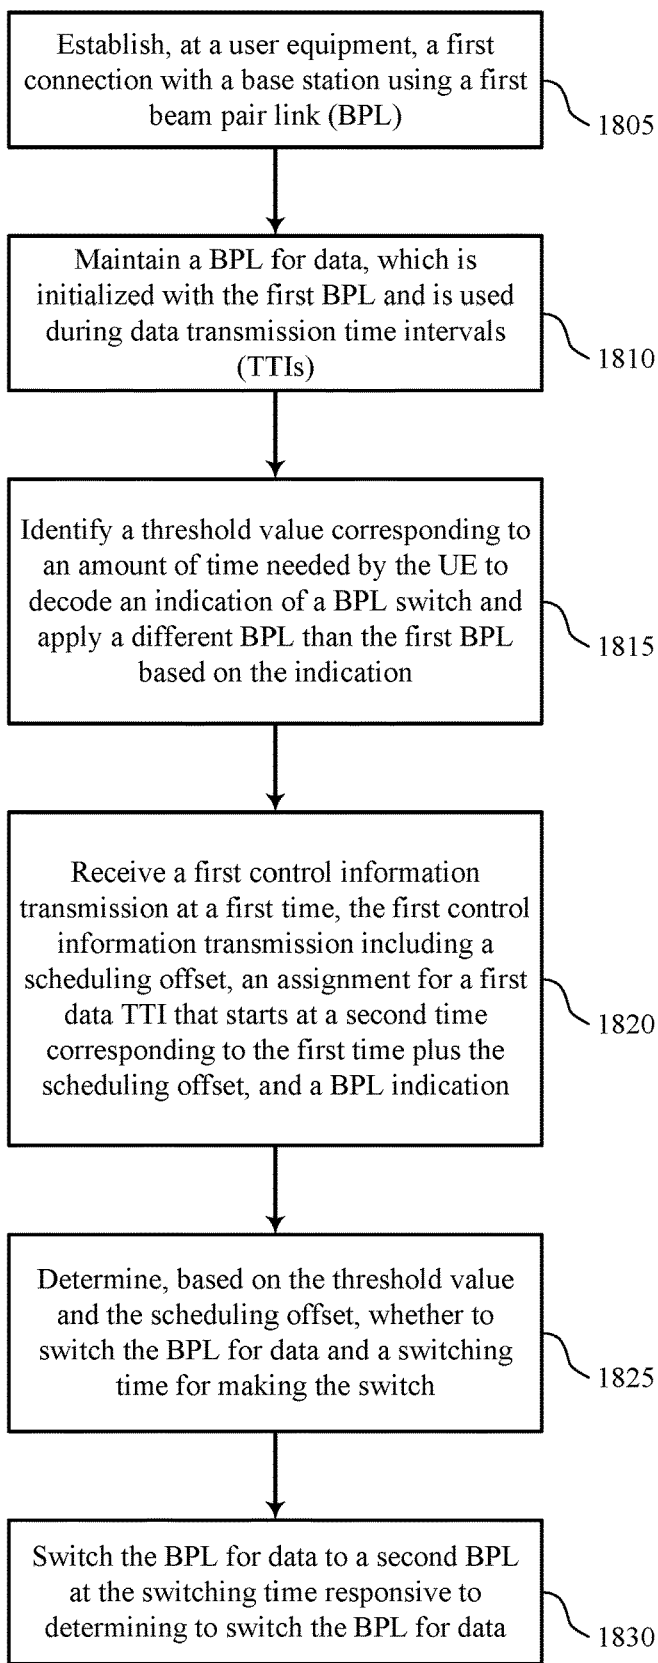 Establish, at a user equipment, a first
connection with a base station using a first
beam pair link (BPL)
1805
Maintain a BPL for data, which is
initialized with the first BPL and is used
during data transmission time intervals
(TTIs)
1810
Identify a threshold value corresponding to
an amount of time needed by the UE to
decode an indication of a BPL switch and
apply a different BPL than the first BPL
based on the indication
1815
Receive a first control information
transmission at a first time, the first control
information transmission including a
scheduling offset, an assignment for a first
data TTI that starts at a second time
corresponding to the first time plus the
scheduling offset, and a BPL indication
1820
Determine, based on the threshold value
and the scheduling offset, whether to
switch the BPL for data and a switching
time for making the switch
1825
Switch the BPL for data to a second BPL
at the switching time responsive to
determining to switch the BPL for data
1830